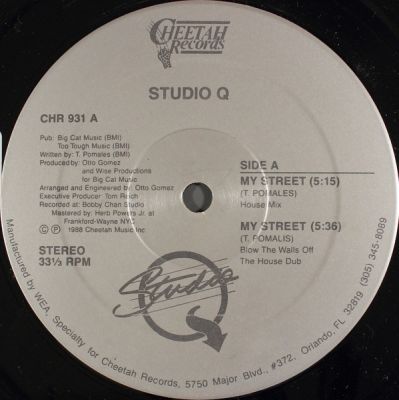 CHEETAH
Records
STUDIO Q
CHR 931 A
Pub: Big Cat Music (BMI)
Too Tough Music (BMI)
Written by: T. Pomales (BMI)
Produced by: Otto Gomez
and Wise Productions
for Big Cat Music
Arranged and Engineered by: Otto Gomez
Executive Producer: Tom Reich
Recorded at: Bobby Chan Studio
Mastered by: Herb Powers Jr. at
Frankford-Wayne NYC
© ℗ 1988 Cheetah Music Inc
STEREO
33⅓ RPM
SIDE A
MY STREET (5:15)
(T. POMALES)
House Mix
MY STREET (5:36)
(T. POMALIS)
Blow The Walls Off
The House Dub
Studio
Q
Manufactured by WEA. Specialty for Cheetah Records, 5750 Major Blvd., #372, Orlando, FL 32819 (305) 345-8089